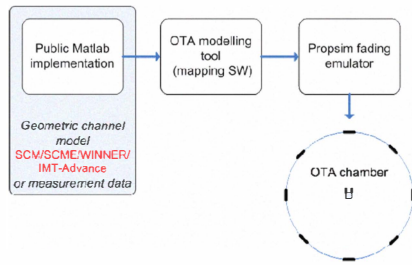 Public Matlab
implementation
OTA modelling
tool
(mapping SW)
Propsim fading
emulator
Geometric channel
model
SCM/SCME/WINNER/
IMT-Advance
or measurement data
OTA chamber